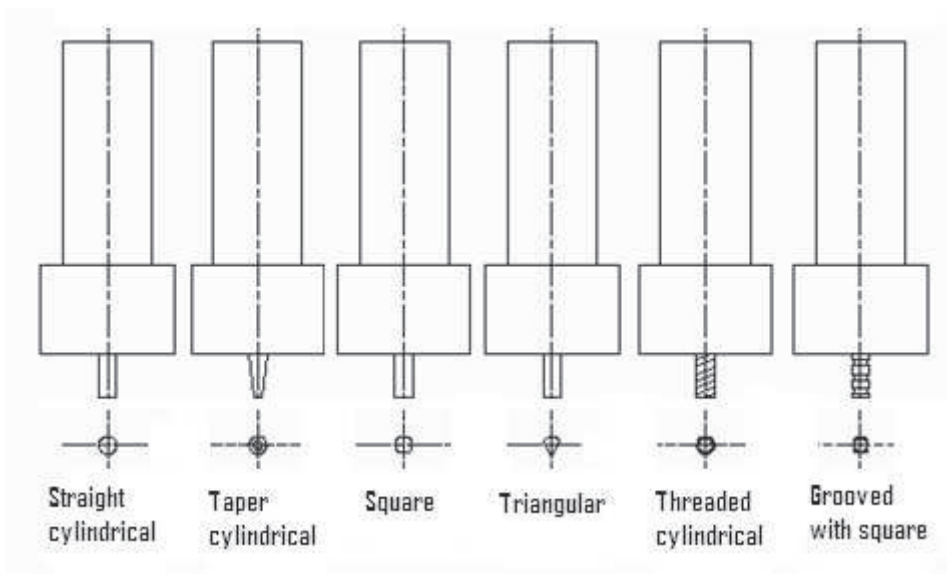 Straight
cylindrical
Taper
cylindrical
Square
Triangular
Threaded
cylindrical
Grooved
with square